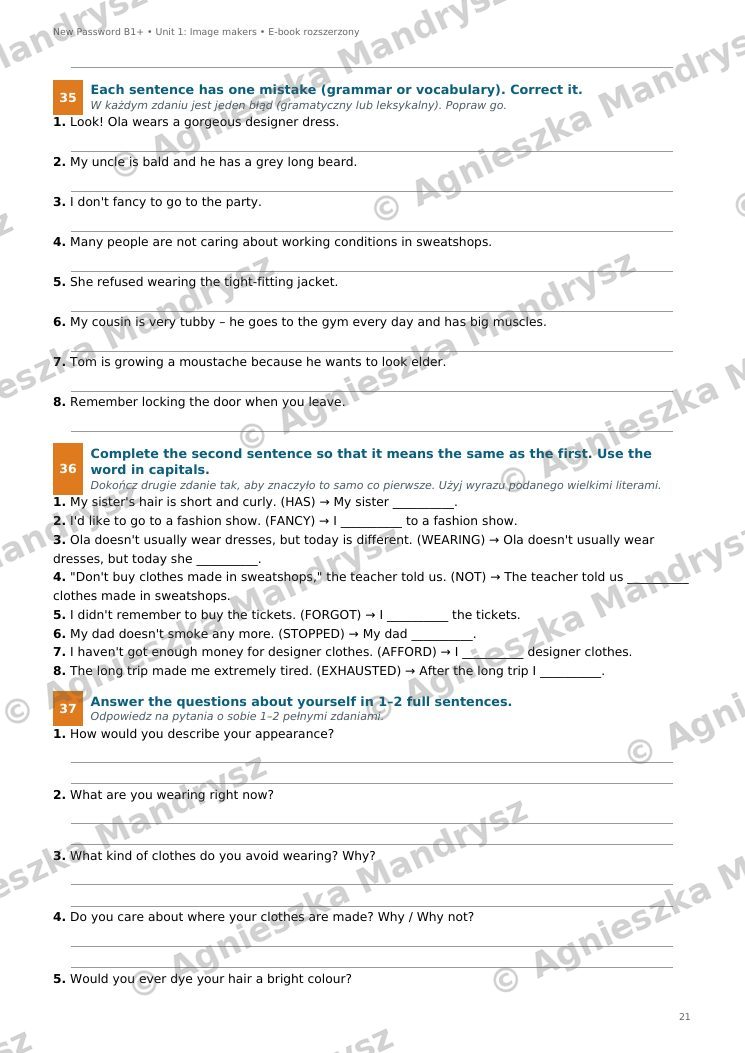 New Password B1+ • Unit 1: Image makers • E-book rozszerzony
35 Each sentence has one mistake (grammar or vocabulary). Correct it.
W każdym zdaniu jest jeden błąd (gramatyczny lub leksykalny). Popraw go.
1. Look! Ola wears a gorgeous designer dress.
2. My uncle is bald and he has a grey long beard.
3. I don't fancy to go to the party.
4. Many people are not caring about working conditions in sweatshops.
5. She refused wearing the tight-fitting jacket.
6. My cousin is very tubby – he goes to the gym every day and has big muscles.
7. Tom is growing a moustache because he wants to look elder.
8. Remember locking the door when you leave.
36 Complete the second sentence so that it means the same as the first. Use the
word in capitals.
Dokończ drugie zdanie tak, aby znaczyło to samo co pierwsze. Użyj wyrazu podanego wielkimi literami.
1. My sister's hair is short and curly. (HAS) → My sister __________.
2. I'd like to go to a fashion show. (FANCY) → I __________ to a fashion show.
3. Ola doesn't usually wear dresses, but today is different. (WEARING) → Ola doesn't usually wear
dresses, but today she __________.
4. "Don't buy clothes made in sweatshops," the teacher told us. (NOT) → The teacher told us __________
clothes made in sweatshops.
5. I didn't remember to buy the tickets. (FORGOT) → I __________ the tickets.
6. My dad doesn't smoke any more. (STOPPED) → My dad __________.
7. I haven't got enough money for designer clothes. (AFFORD) → I __________ designer clothes.
8. The long trip made me extremely tired. (EXHAUSTED) → After the long trip I __________.
37 Answer the questions about yourself in 1–2 full sentences.
Odpowiedz na pytania o sobie 1–2 pełnymi zdaniami.
1. How would you describe your appearance?
2. What are you wearing right now?
3. What kind of clothes do you avoid wearing? Why?
4. Do you care about where your clothes are made? Why / Why not?
5. Would you ever dye your hair a bright colour?
21
© Agnieszka Mandrysz
© Agnieszka Mandrysz
© Agnieszka Mandrysz
© Agnieszka Mandrysz
© Agnieszka Mandrysz
© Agnieszka Mandrysz
© Agnieszka Mandrysz